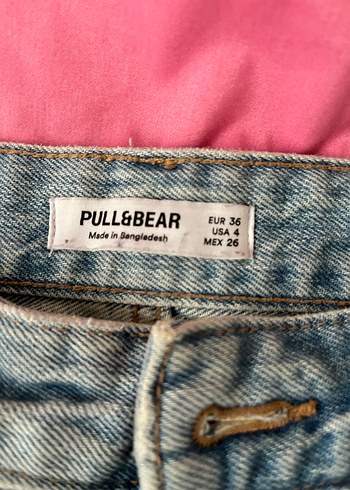 PULL&BEAR
Made in Bangladesh
EUR 36
USA 4
MEX 26